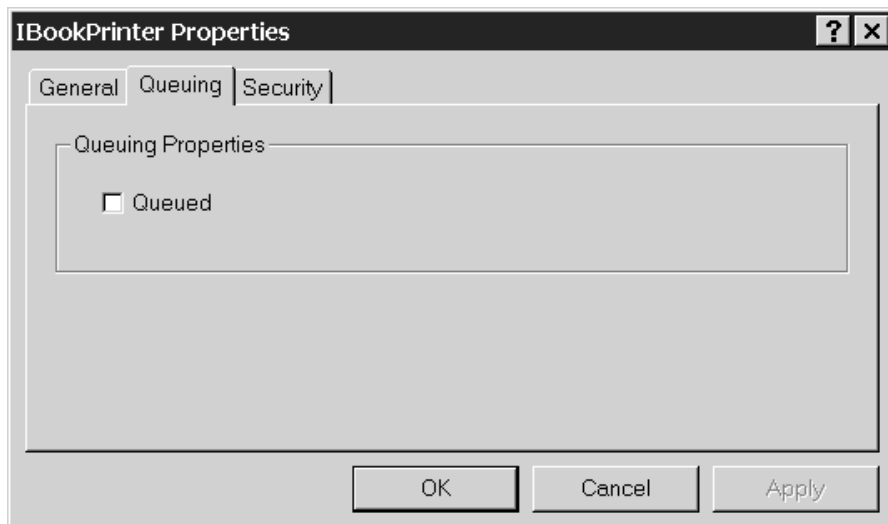 IBookPrinter Properties ?
General Queuing Security
Queuing Properties
Queued
OK Cancel Apply